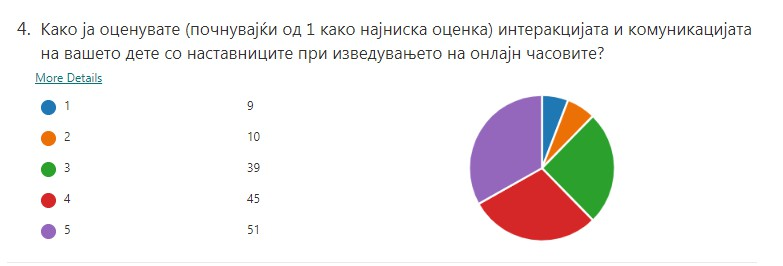 4. Како ја оценувате (почнувајќи од 1 како најниска оценка) интеракцијата и комуникацијата
на вашето дете со наставниците при изведувањето на онлајн часовите?
More Details
1 9
2 10
3 39
4 45
5 51